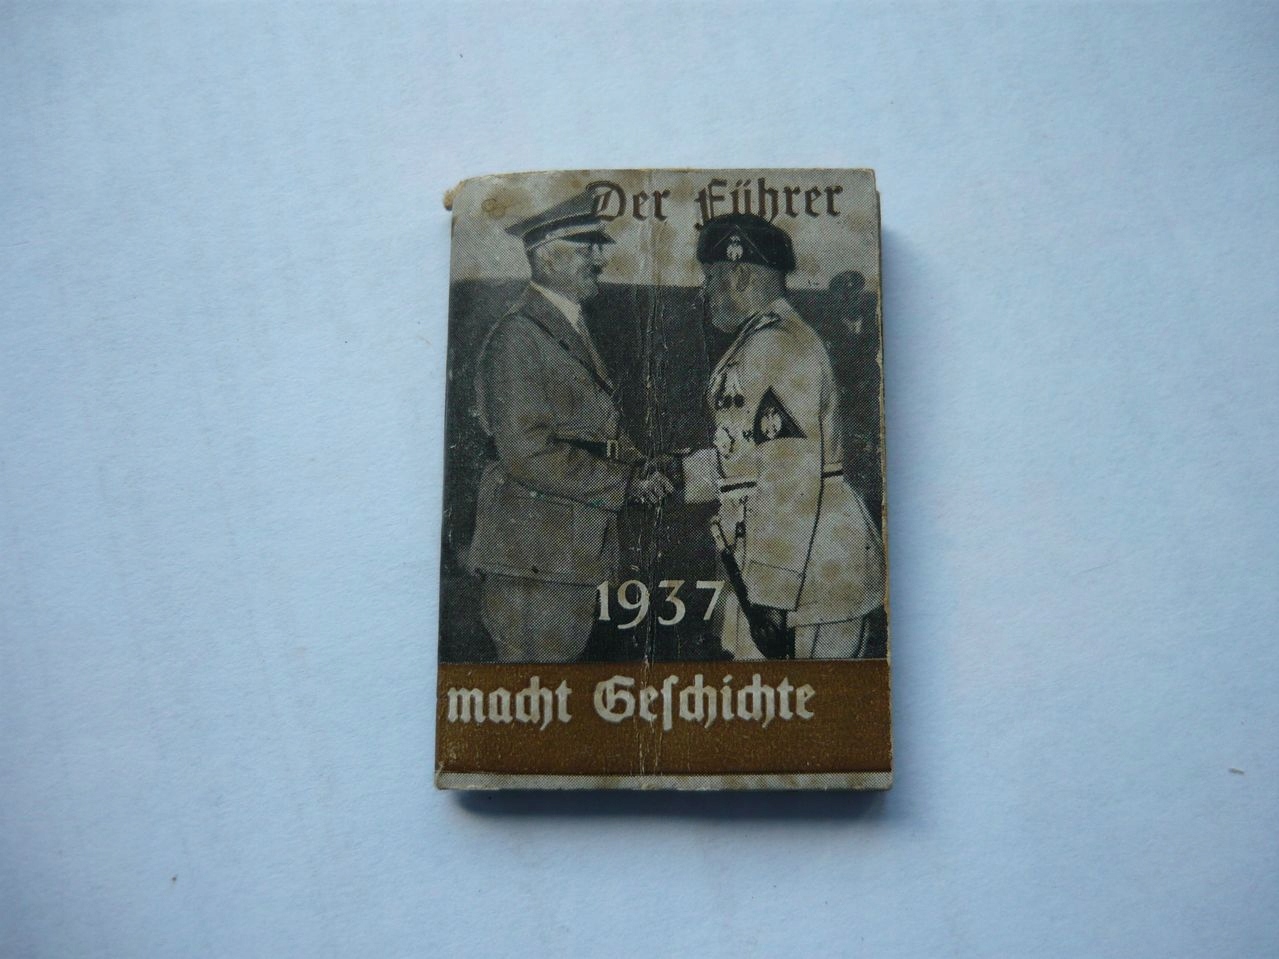 Der Führer
1937
macht Geſchichte